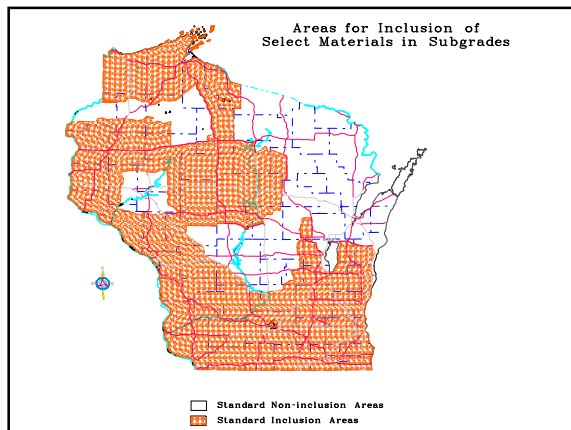 Areas for Inclusion of
Select Materials in Subgrades
Standard Non-inclusion Areas
Standard Inclusion Areas